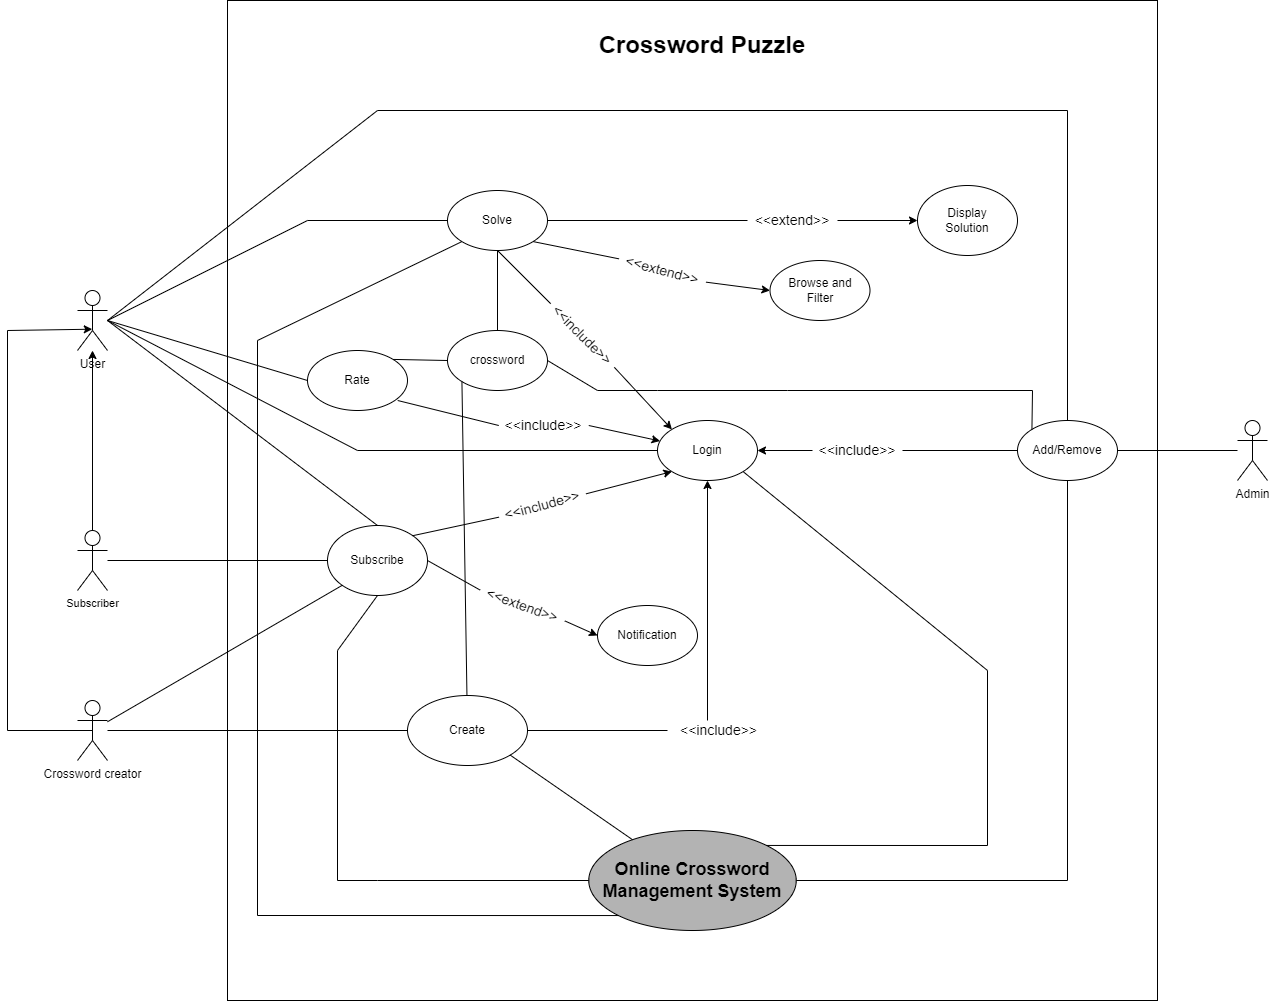 Crossword Puzzle
Solve
<<extend>>
Display
Solution
<<extend>>
Browse and
Filter
<<include>>
User
crossword
Rate
<<include>>
Login
<<include>>
Add/Remove
Admin
<<include>>
Subscribe
Subscriber
<<extend>>
Notification
Create
<<include>>
Crossword creator
Online Crossword
Management System